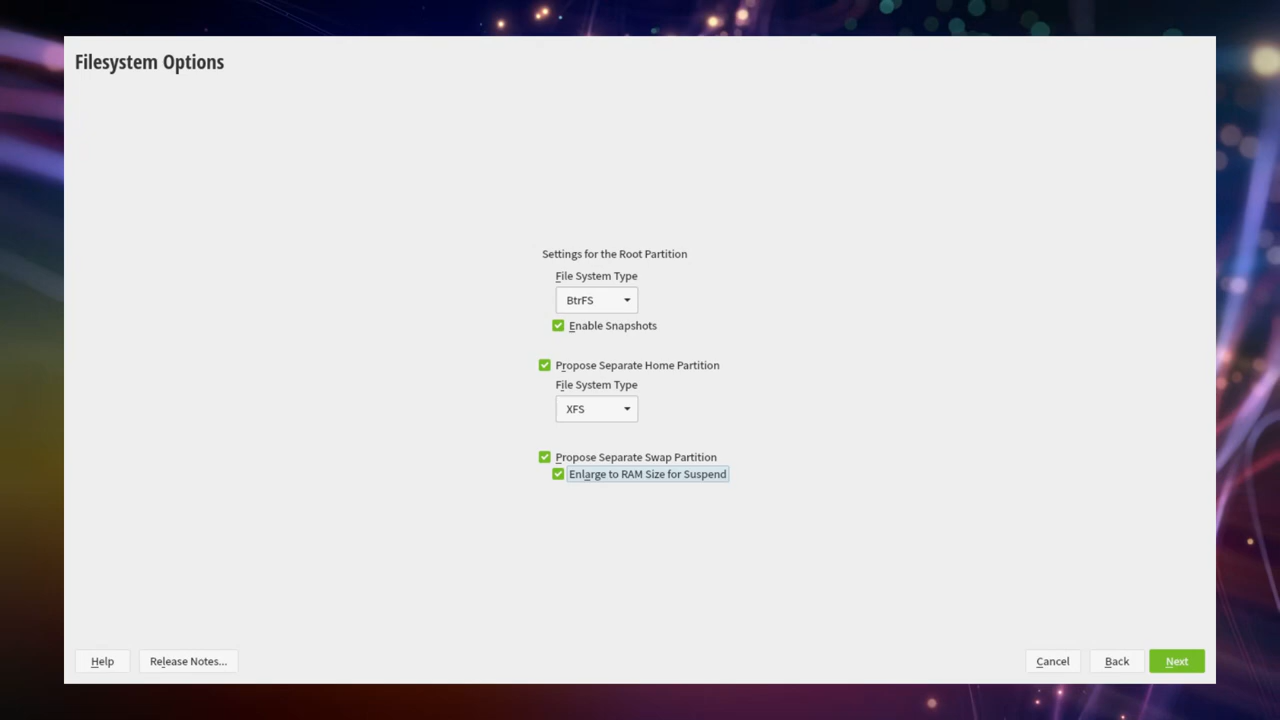 Filesystem Options
Settings for the Root Partition
File System Type
BtrFS
Enable Snapshots
Propose Separate Home Partition
File System Type
XFS
Propose Separate Swap Partition
Enlarge to RAM Size for Suspend
Help Release Notes... Cancel Back Next